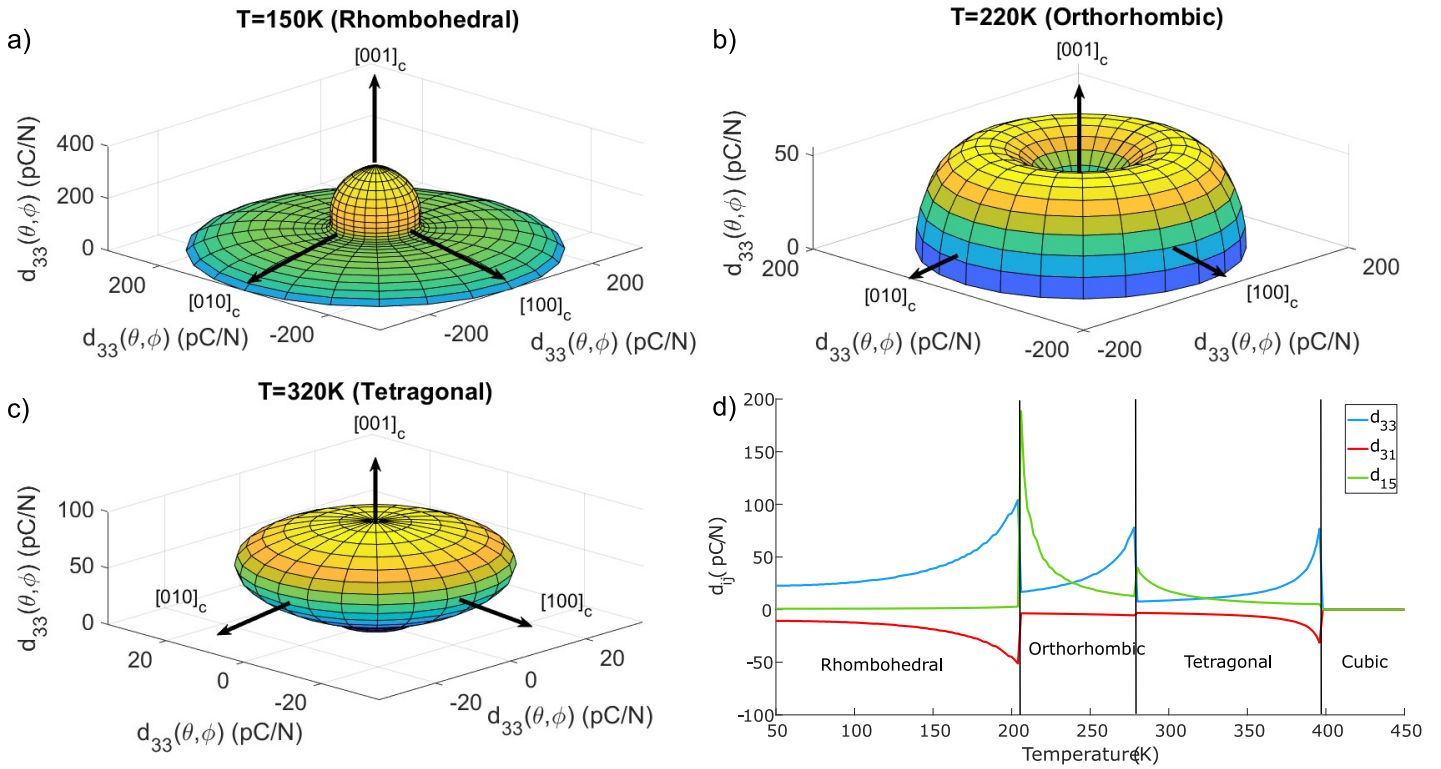 T=150K (Rhombohedral)
a)
[001]c
d33(θ,ϕ) (pC/N)
400
200
0
200
-200
[010]c
[100]c
-200
200
d33(θ,ϕ) (pC/N)
d33(θ,ϕ) (pC/N)
T=220K (Orthorhombic)
b)
[001]c
d33(θ,ϕ) (pC/N)
50
0
200
-200
[010]c
[100]c
-200
200
d33(θ,ϕ) (pC/N)
d33(θ,ϕ) (pC/N)
T=320K (Tetragonal)
c)
[001]c
d33(θ,ϕ) (pC/N)
100
50
0
[010]c
[100]c
20
0
-20
-20
0
20
d33(θ,ϕ) (pC/N)
d33(θ,ϕ) (pC/N)
d)
dij( pC/N)
200
150
100
50
0
-50
-100
d33
d31
d15
Rhombohedral
Orthorhombic
Tetragonal
Cubic
50 100 150 200 250 300 350 400 450
Temperature(K)